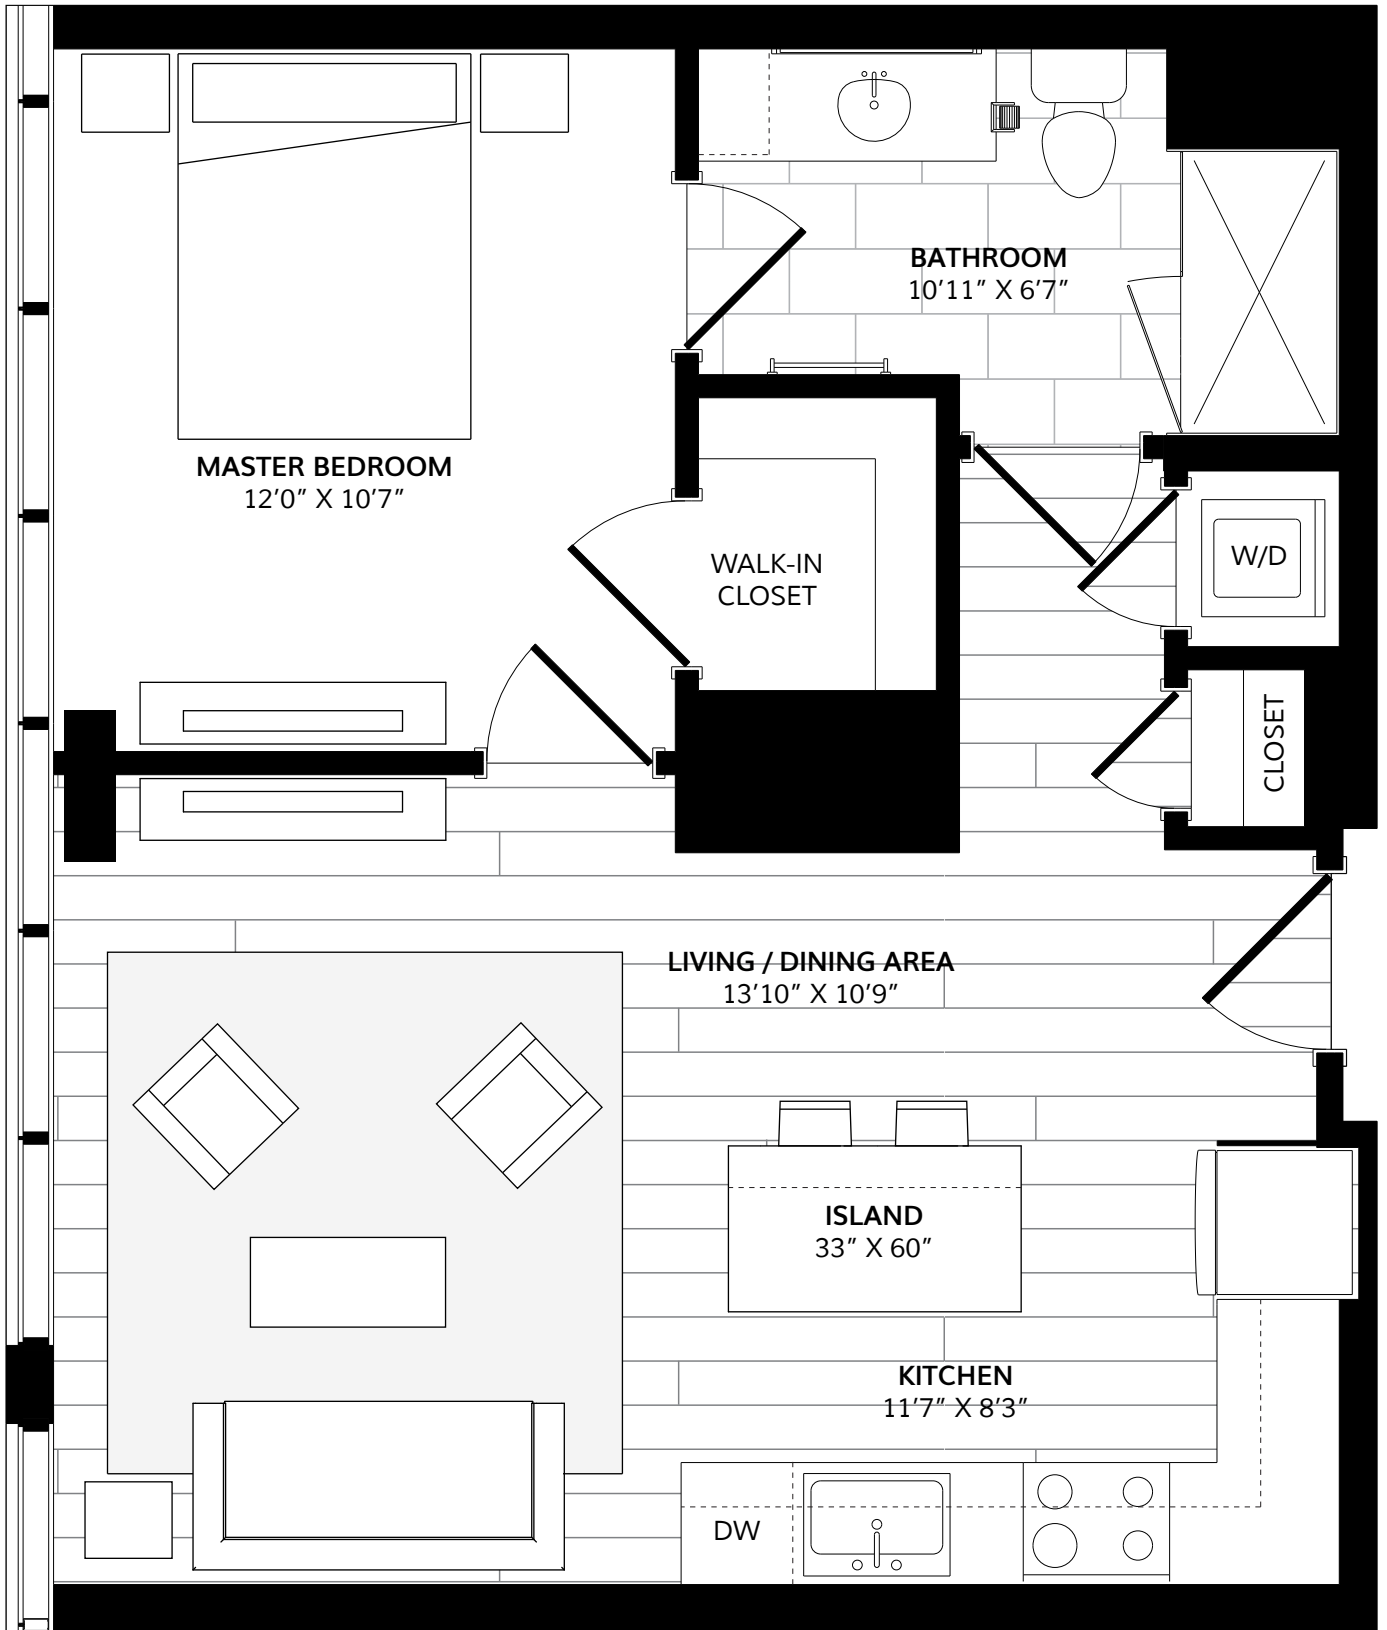 BATHROOM
10'11" X 6'7"
MASTER BEDROOM
12'0" X 10'7"
WALK-IN
CLOSET
W/D
CLOSET
LIVING / DINING AREA
13'10" X 10'9"
ISLAND
33" X 60"
KITCHEN
11'7" X 8'3"
DW